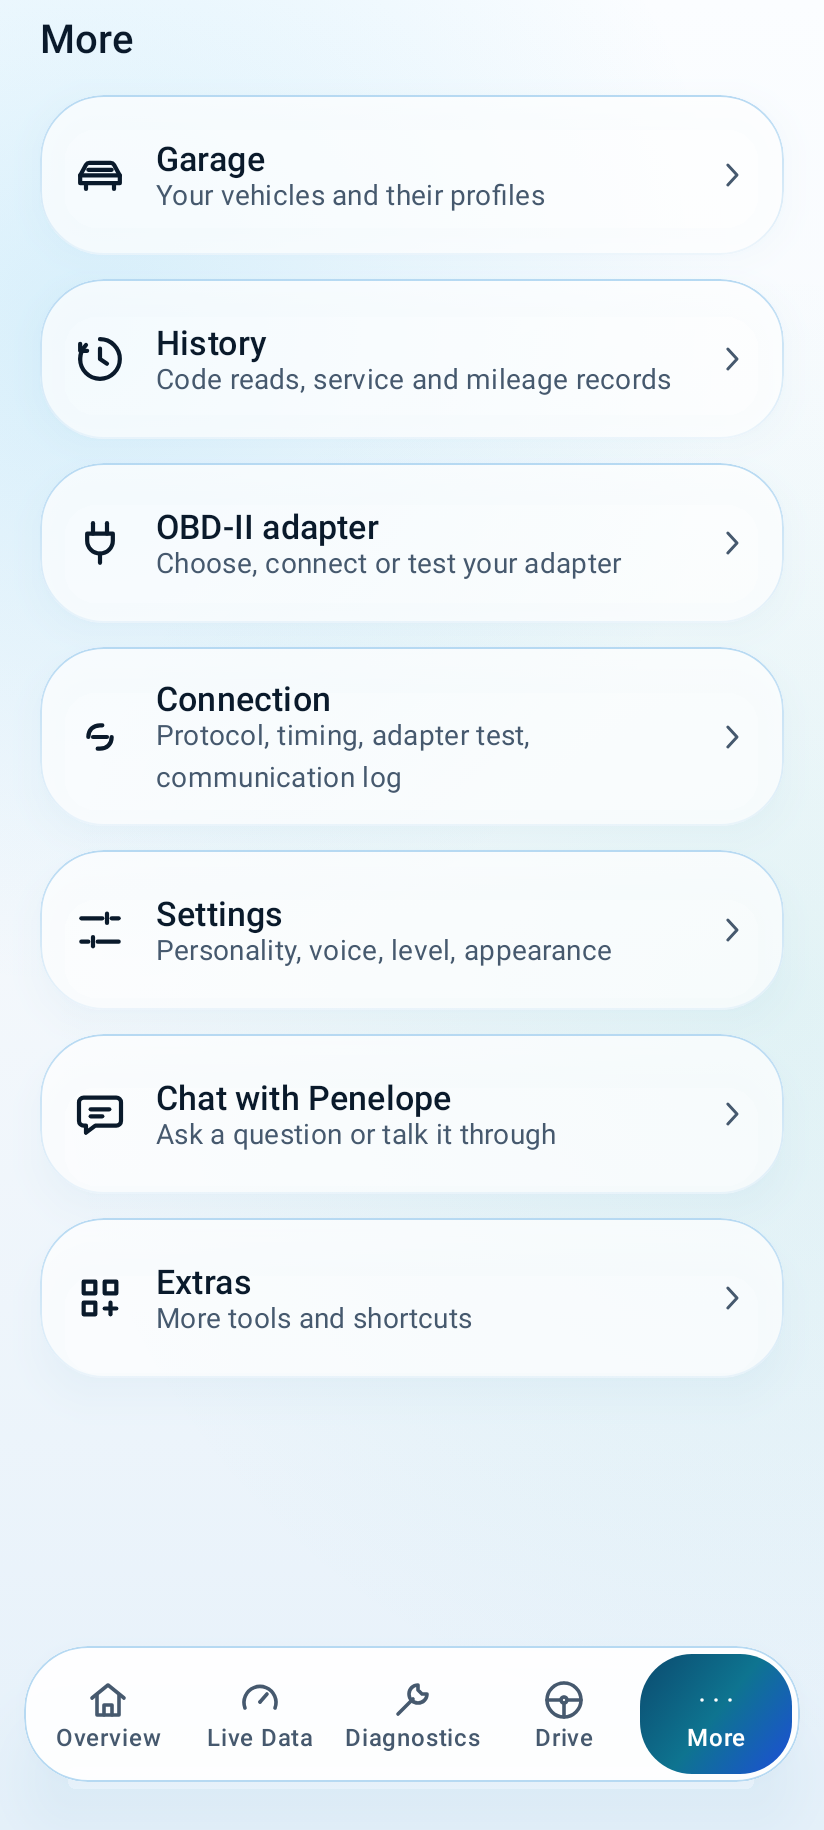 More
Garage
Your vehicles and their profiles
History
Code reads, service and mileage records
OBD-II adapter
Choose, connect or test your adapter
Connection
Protocol, timing, adapter test,
communication log
Settings
Personality, voice, level, appearance
Chat with Penelope
Ask a question or talk it through
Extras
More tools and shortcuts
Overview Live Data Diagnostics Drive More